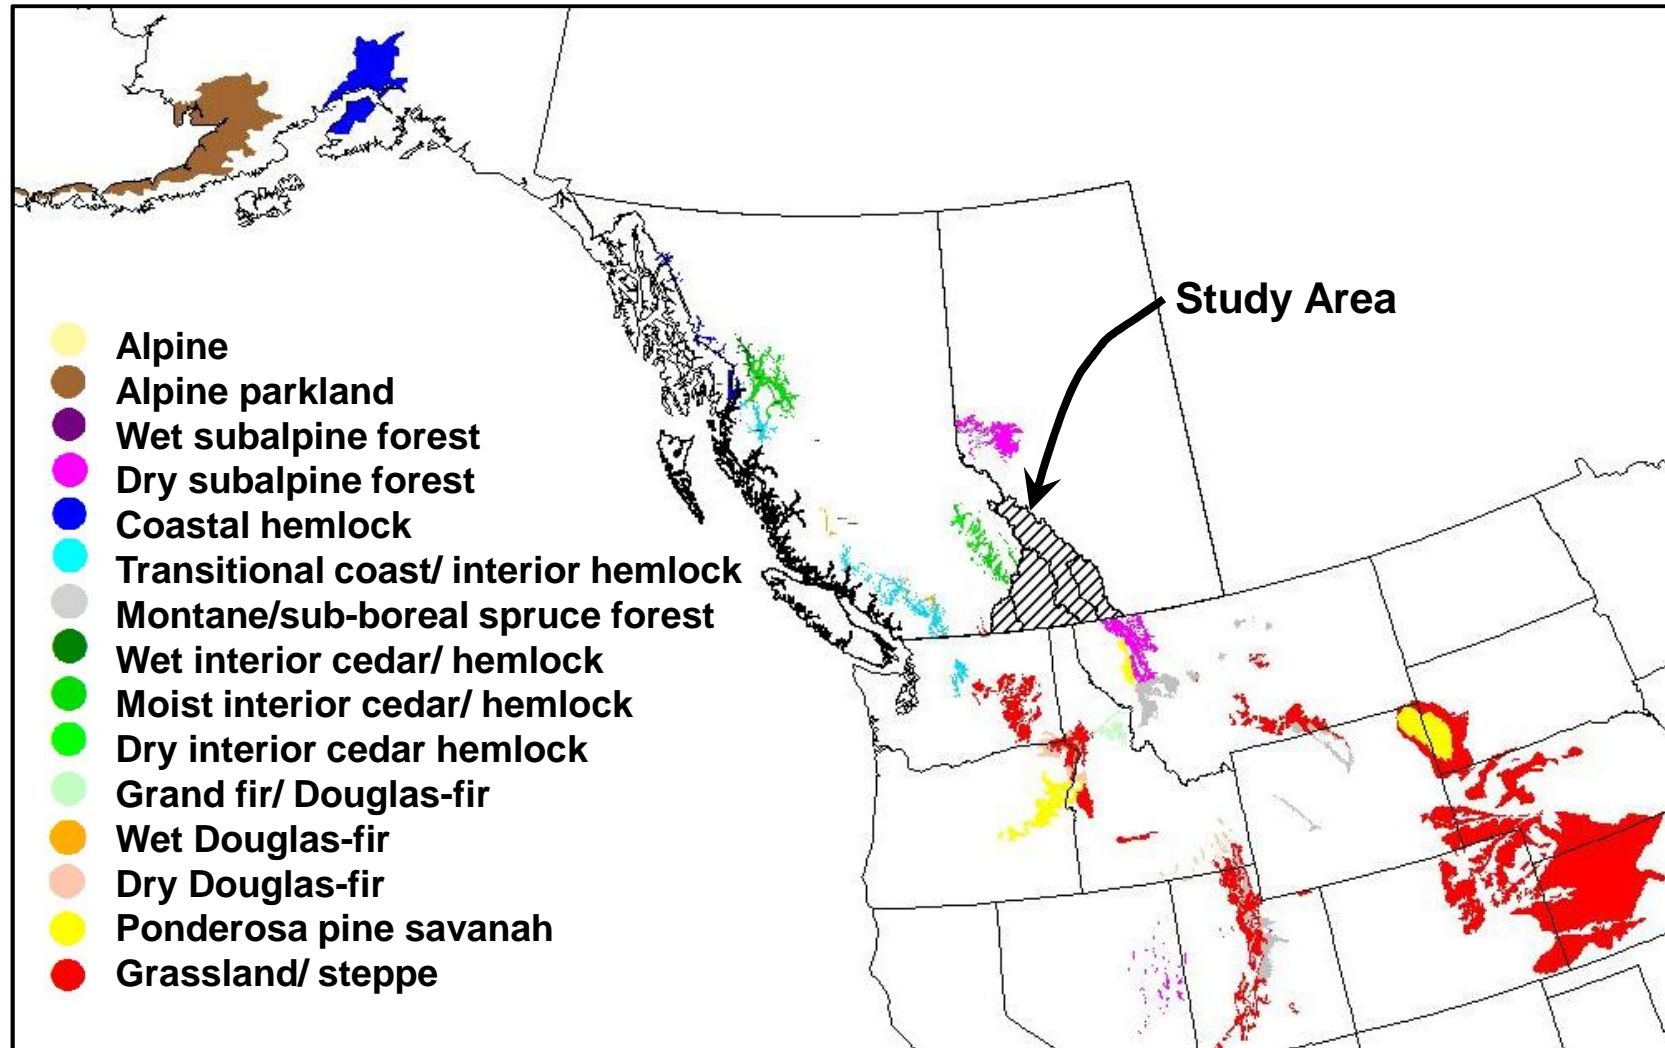 Study Area
Alpine
Alpine parkland
Wet subalpine forest
Dry subalpine forest
Coastal hemlock
Transitional coast/ interior hemlock
Montane/sub-boreal spruce forest
Wet interior cedar/ hemlock
Moist interior cedar/ hemlock
Dry interior cedar hemlock
Grand fir/ Douglas-fir
Wet Douglas-fir
Dry Douglas-fir
Ponderosa pine savanah
Grassland/ steppe